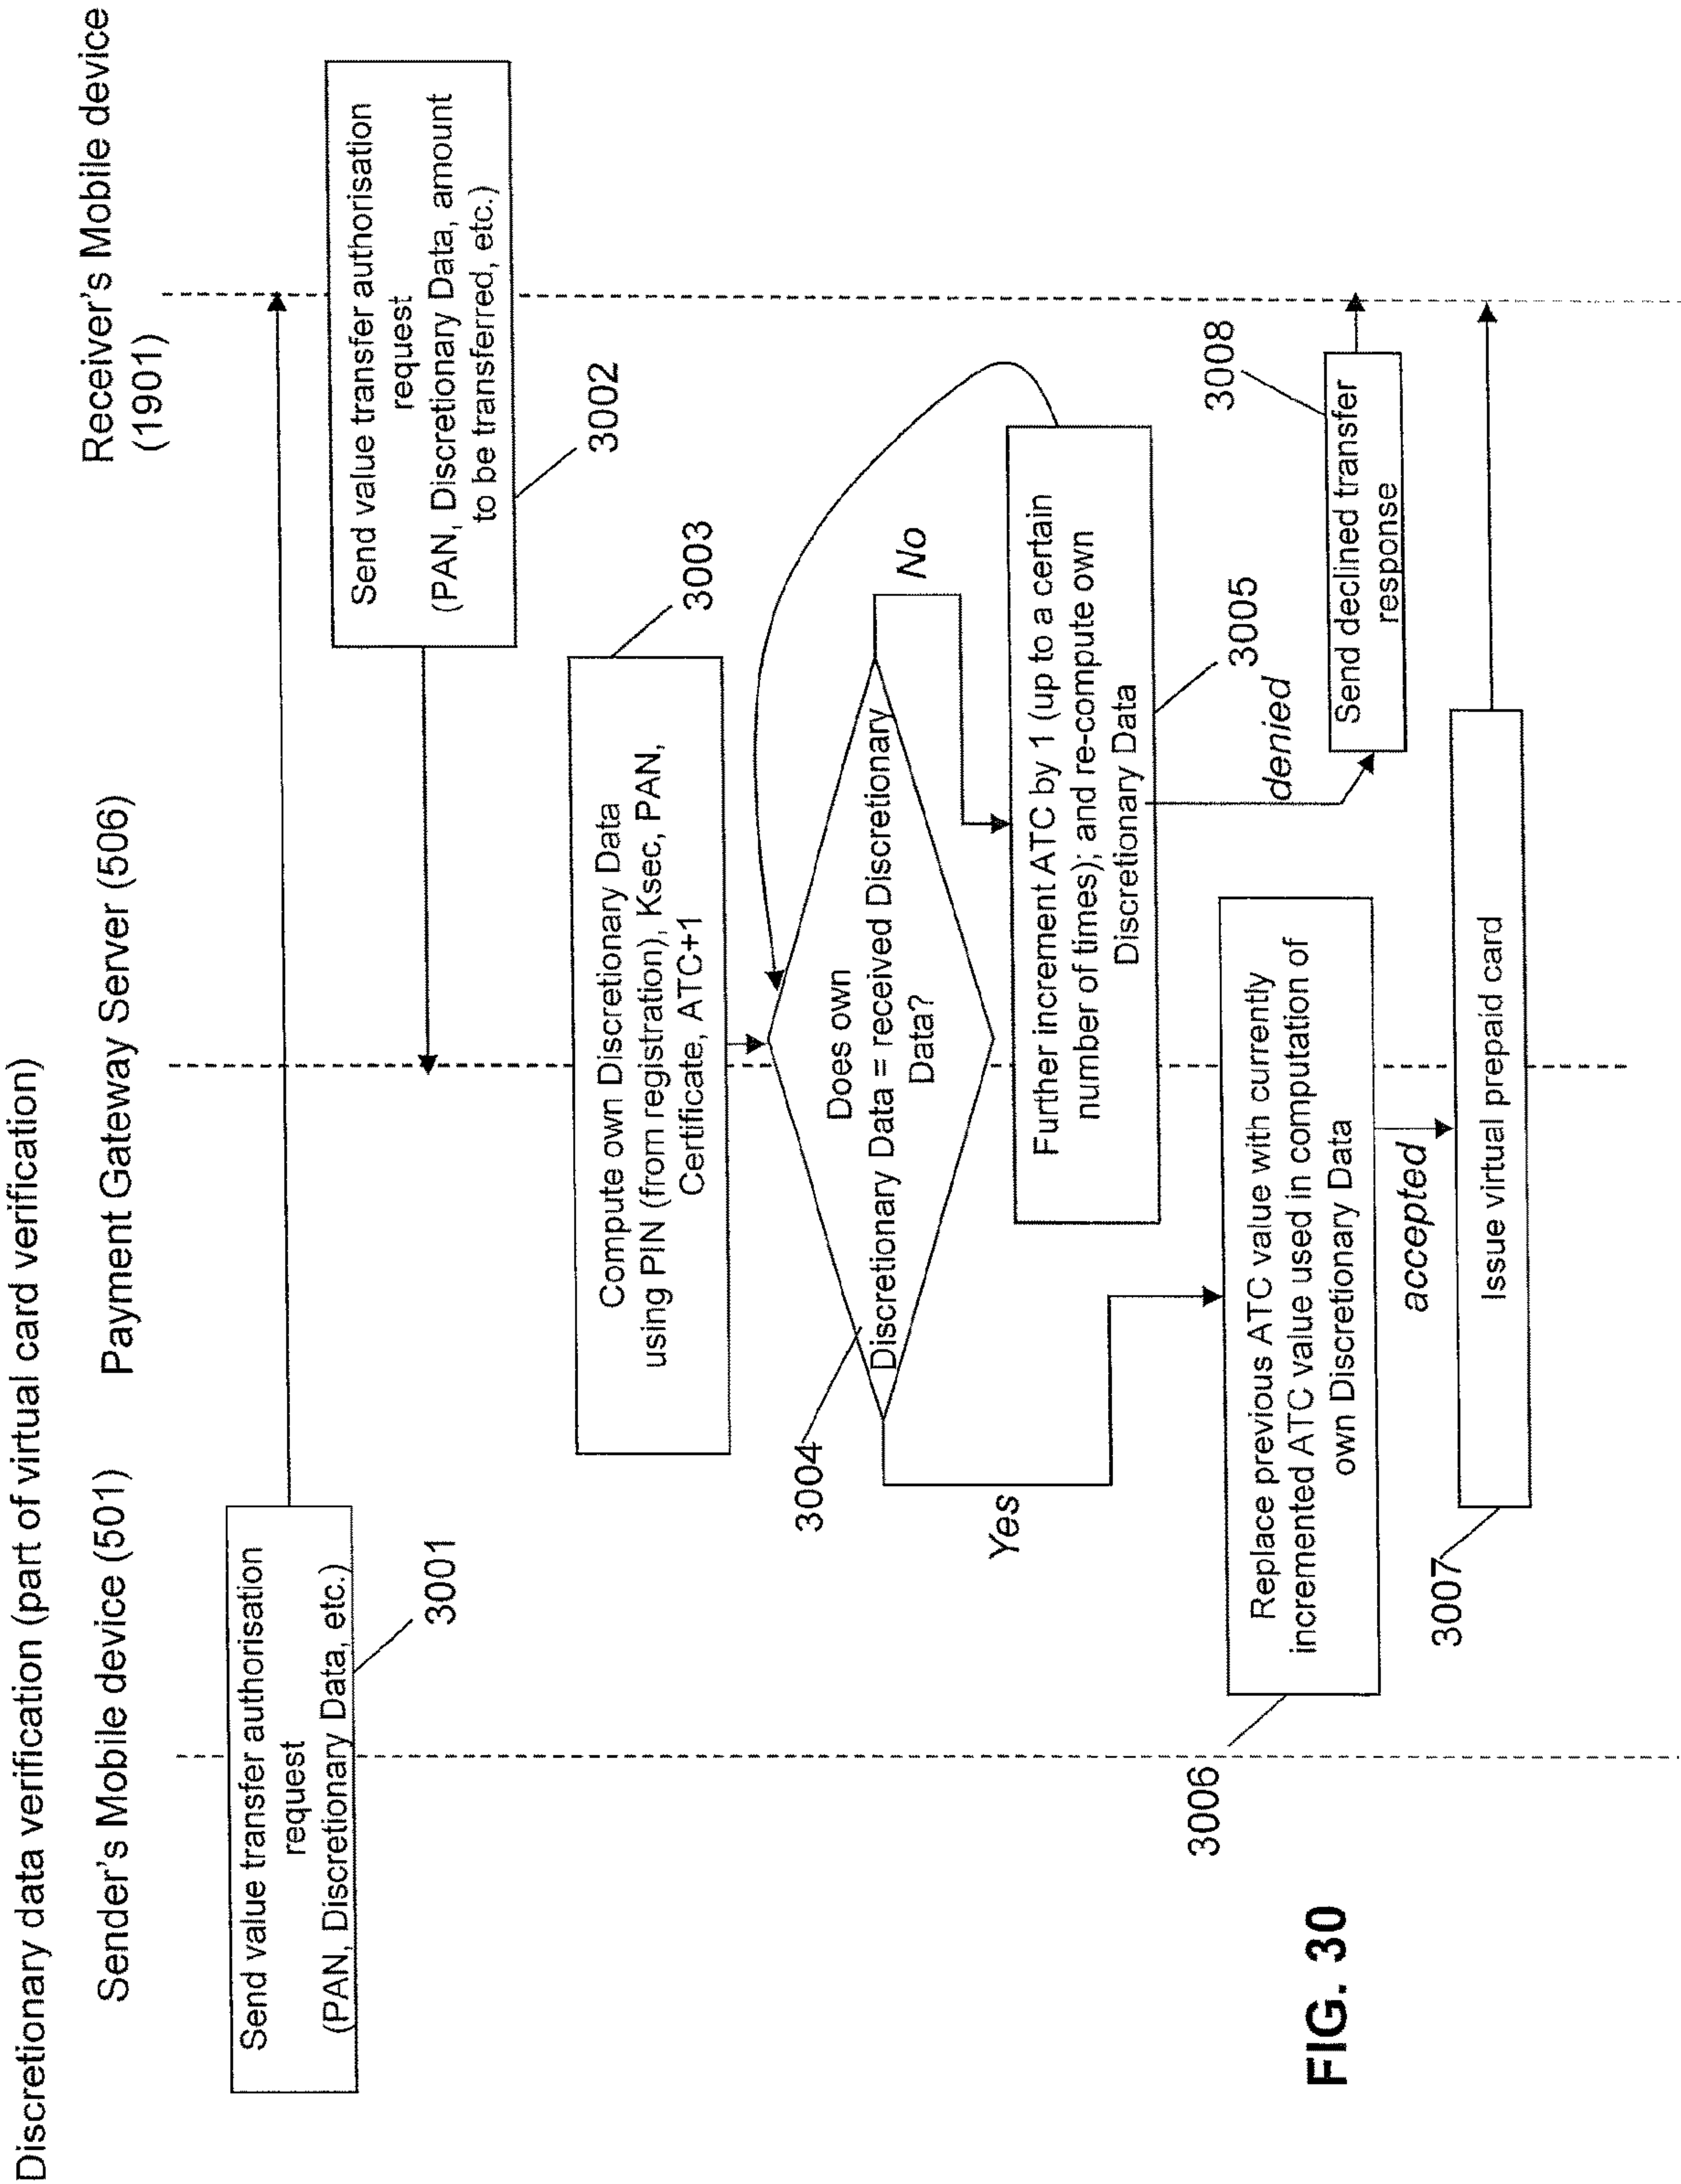 Discretionary data verification (part of virtual card verification)
Sender's Mobile device (501)
Payment Gateway Server (506)
Receiver's Mobile device
(1901)
Send value transfer authorisation
request
(PAN, Discretionary Data, etc.)
3001
Send value transfer authorisation
request
(PAN, Discretionary Data, amount
to be transferred, etc.)
3002
Compute own Discretionary Data
using PIN (from registration), Ksec, PAN,
Certificate, ATC+1
3003
Does own
Discretionary Data = received Discretionary
Data?
3004
No
Yes
Further increment ATC by 1 (up to a certain
number of times); and re-compute own
Discretionary Data
3005
denied
Replace previous ATC value with currently
incremented ATC value used in computation of
own Discretionary Data
3006
accepted
Send declined transfer
response
3008
Issue virtual prepaid card
3007
FIG. 30